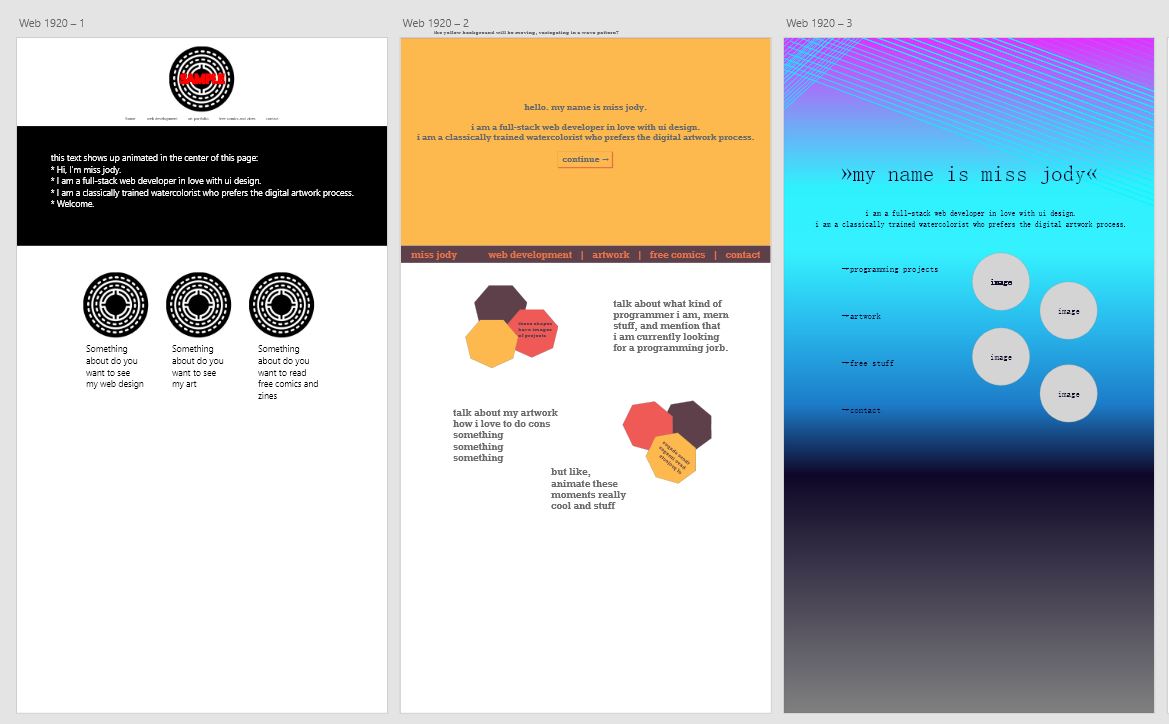 Web 1920 – 1
SAMPLE
home web development art portfolio free comics and zines contact
this text shows up animated in the center of this page:
* Hi, I'm miss jody.
* I am a full-stack web developer in love with ui design.
* I am a classically trained watercolorist who prefers the digital artwork process.
* Welcome.
Something
about do you
want to see
my web design
Something
about do you
want to see
my art
Something
about do you
want to read
free comics and
zines
Web 1920 – 2
the yellow background will be moving, variegating in a wave pattern?
hello. my name is miss jody.
i am a full-stack web developer in love with ui design.
i am a classically trained watercolorist who prefers the digital artwork process.
continue →
miss jody web development | artwork | free comics | contact
these shapes
have images
of projects
talk about what kind of
programmer i am, mern
stuff, and mention that
i am currently looking
for a programming jorb.
talk about my artwork
how i love to do cons
something
something
something
these shapes
have images
of projects
but like,
animate these
moments really
cool and stuff
Web 1920 – 3
»my name is miss jody«
i am a full-stack web developer in love with ui design.
i am a classically trained watercolorist who prefers the digital artwork process.
→programming projects
→artwork
→free stuff
→contact
image
image
image
image